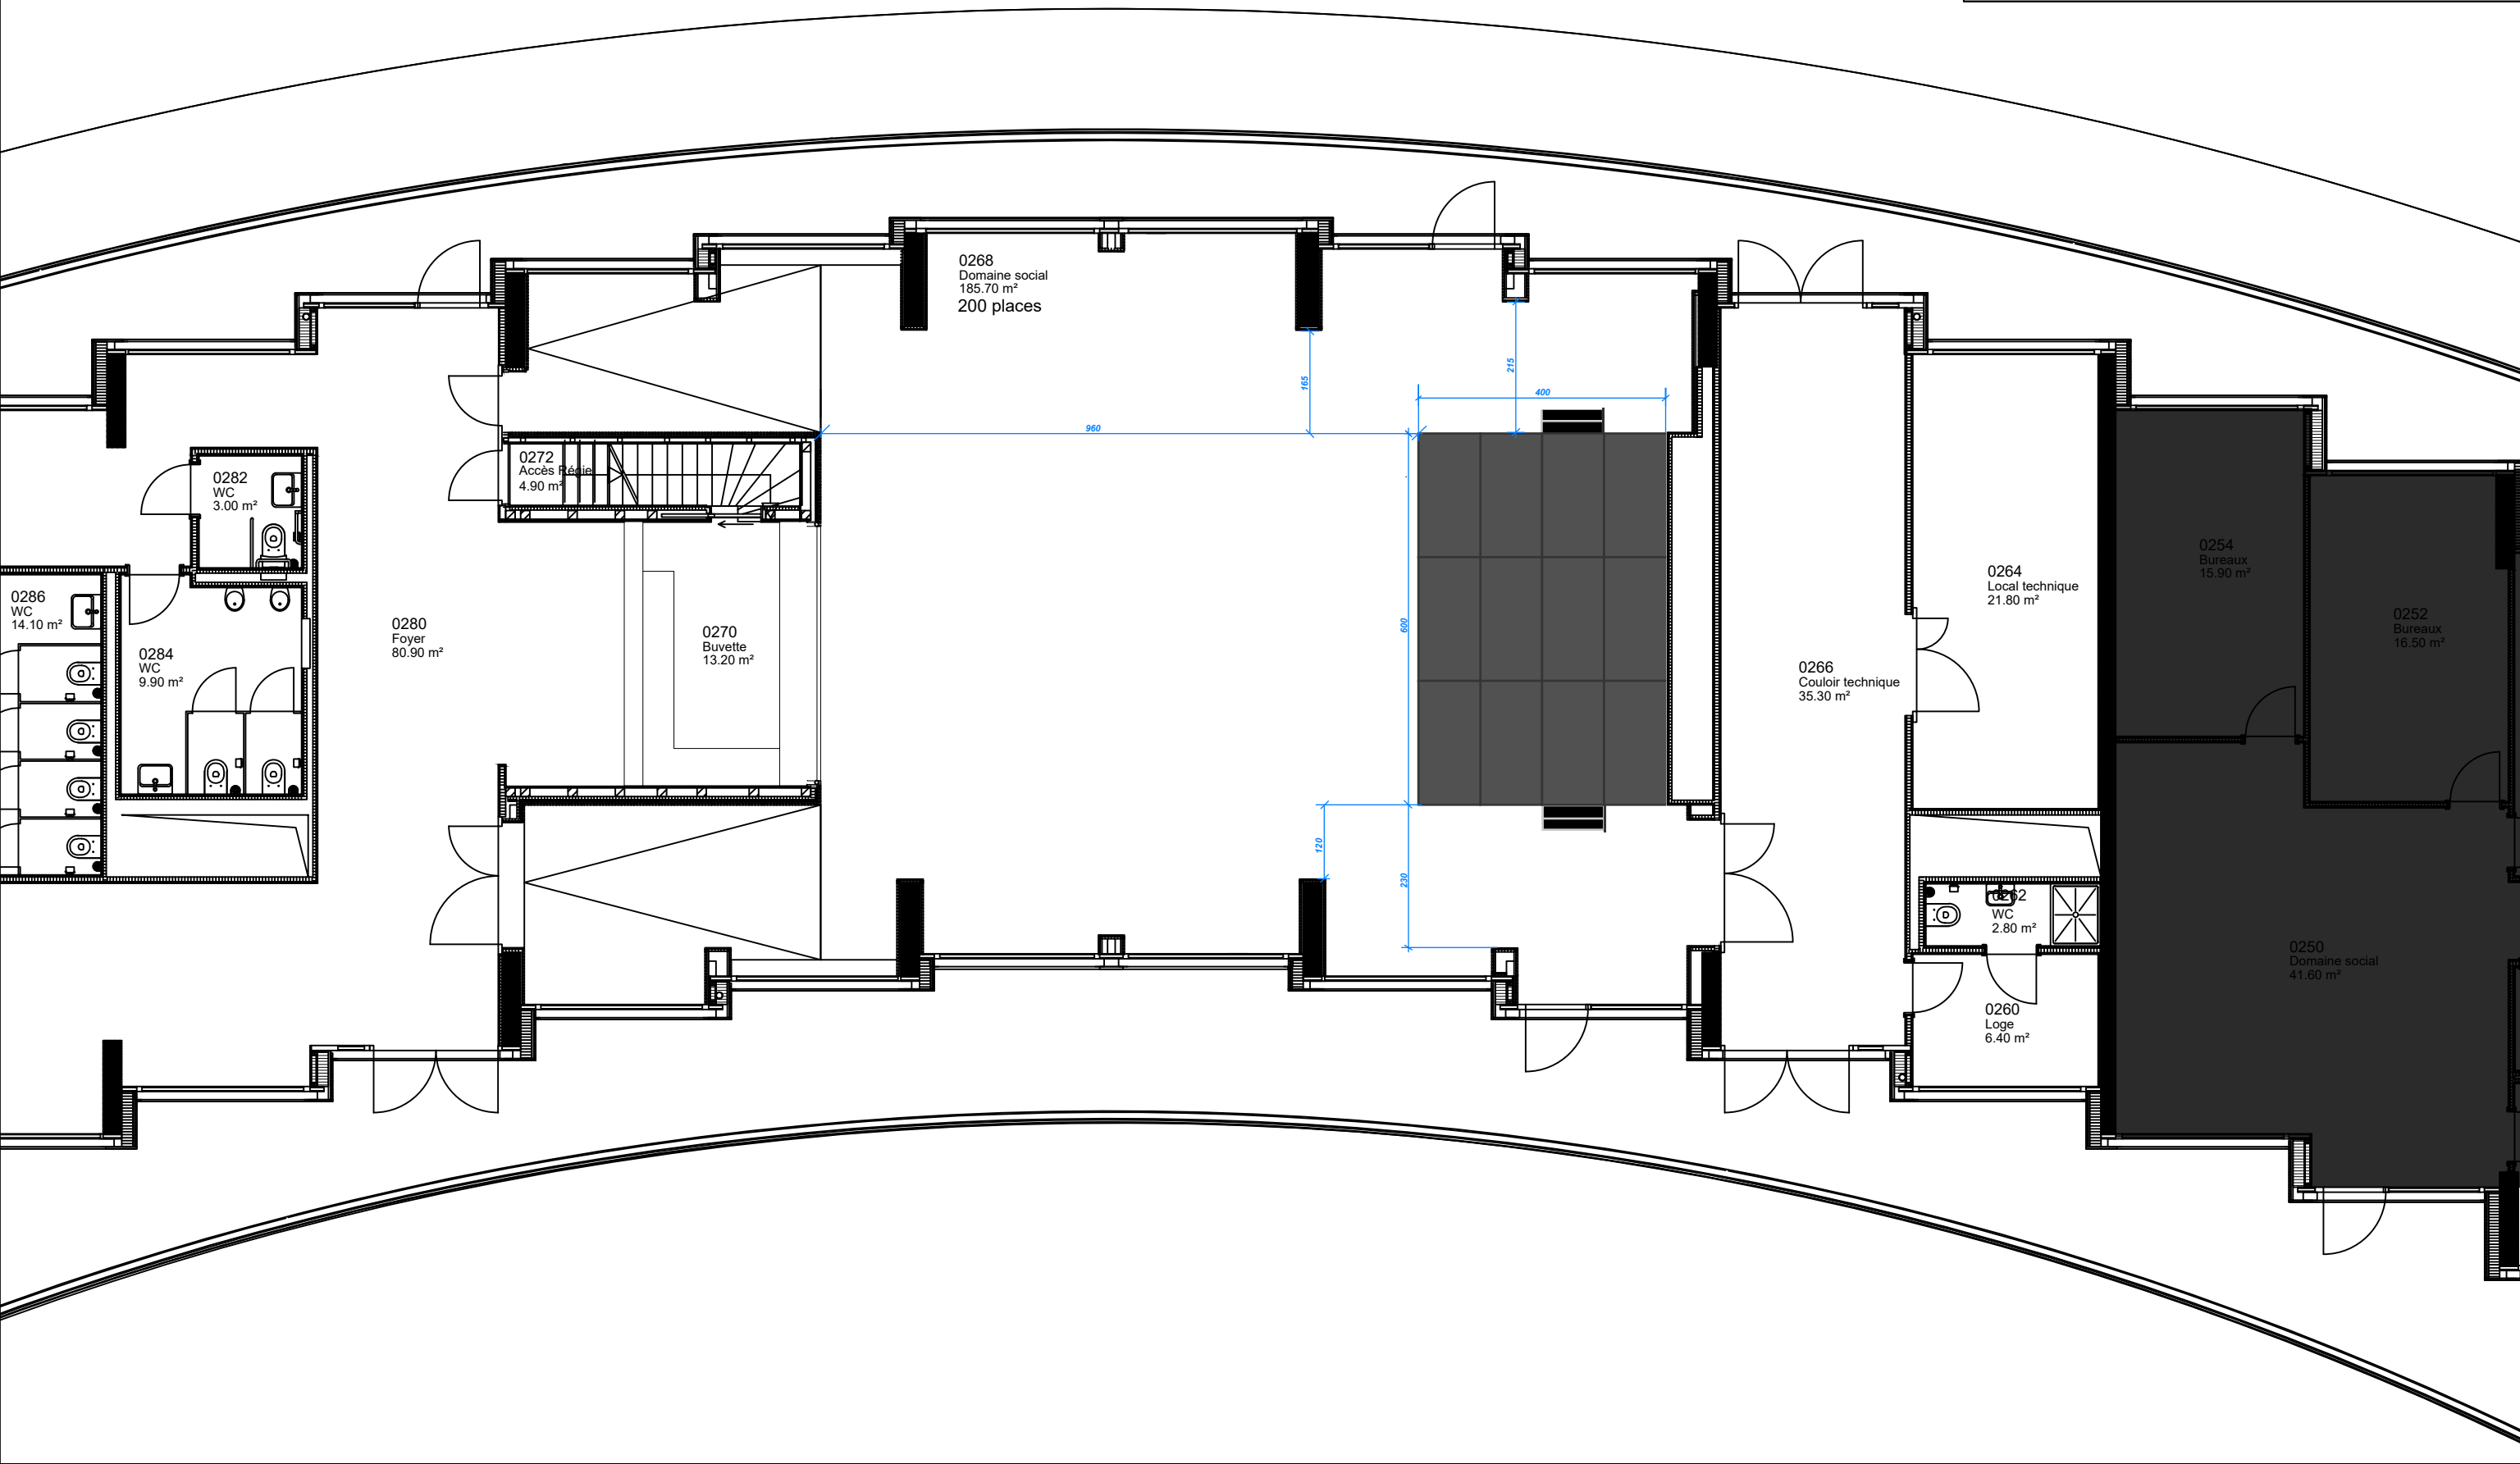 0268
Domaine social
185.70 m²
200 places
215
165
400
960
0272
Accès Régie
4.90 m²
0282
WC
3.00 m²
0254
Bureaux
15.90 m²
0264
Local technique
21.80 m²
0286
WC
14.10 m²
0252
Bureaux
16.50 m²
0280
Foyer
80.90 m²
0270
Buvette
13.20 m²
600
0284
WC
9.90 m²
0266
Couloir technique
35.30 m²
120
230
0262
WC
2.80 m²
0250
Domaine social
41.60 m²
0260
Loge
6.40 m²